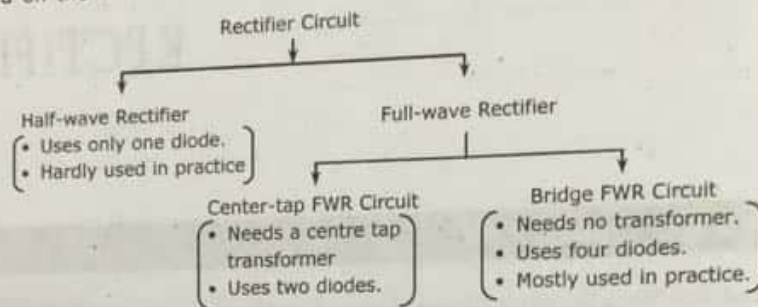 Rectifier Circuit
Half-wave Rectifier
• Uses only one diode.
• Hardly used in practice
Full-wave Rectifier
Center-tap FWR Circuit
• Needs a centre tap
transformer
• Uses two diodes.
Bridge FWR Circuit
• Needs no transformer.
• Uses four diodes.
• Mostly used in practice.